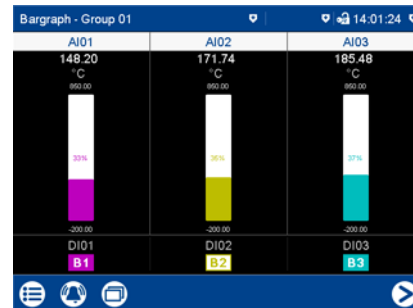 Bargraph - Group 01 14:01:24
AI01 AI02 AI03
148.20 171.74 185.48
°C °C °C
850.00 850.00 850.00
33% 35% 37%
-200.00 -200.00 -200.00
DI01 DI02 DI03
B1 B2 B3